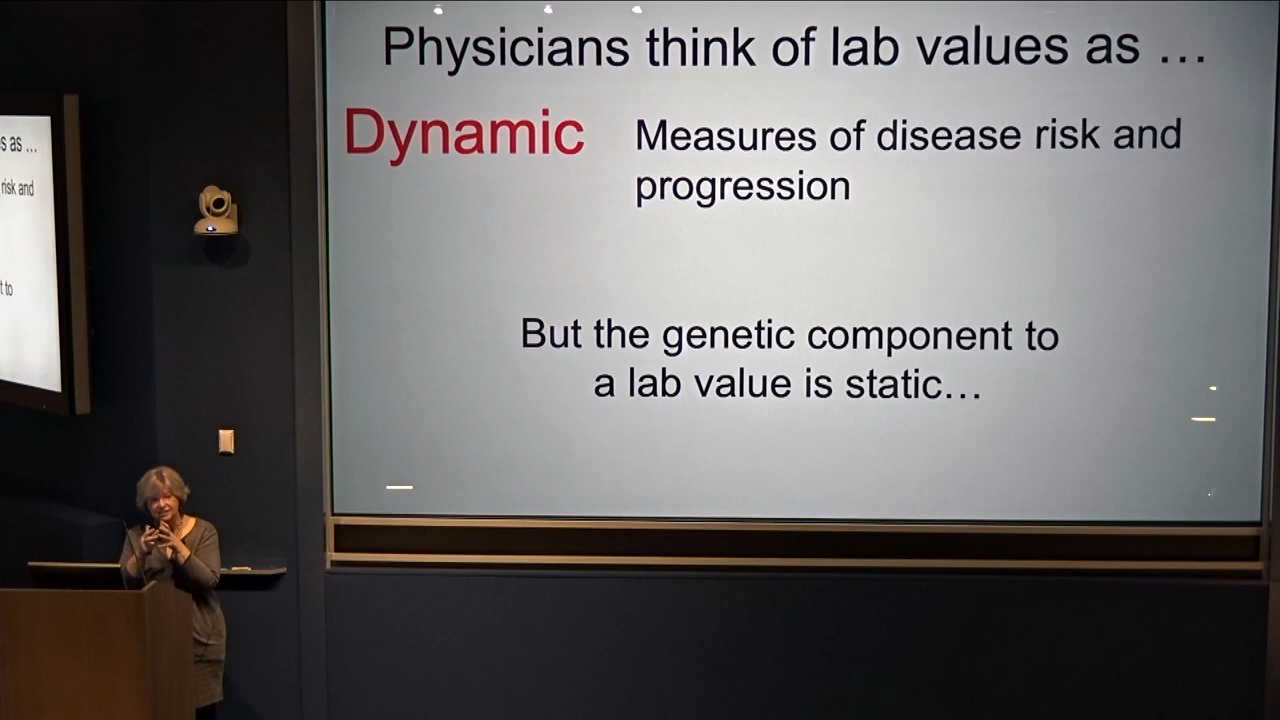 Physicians think of lab values as …
Dynamic
Measures of disease risk and
progression
But the genetic component to
a lab value is static…
s as ...
risk and
t to